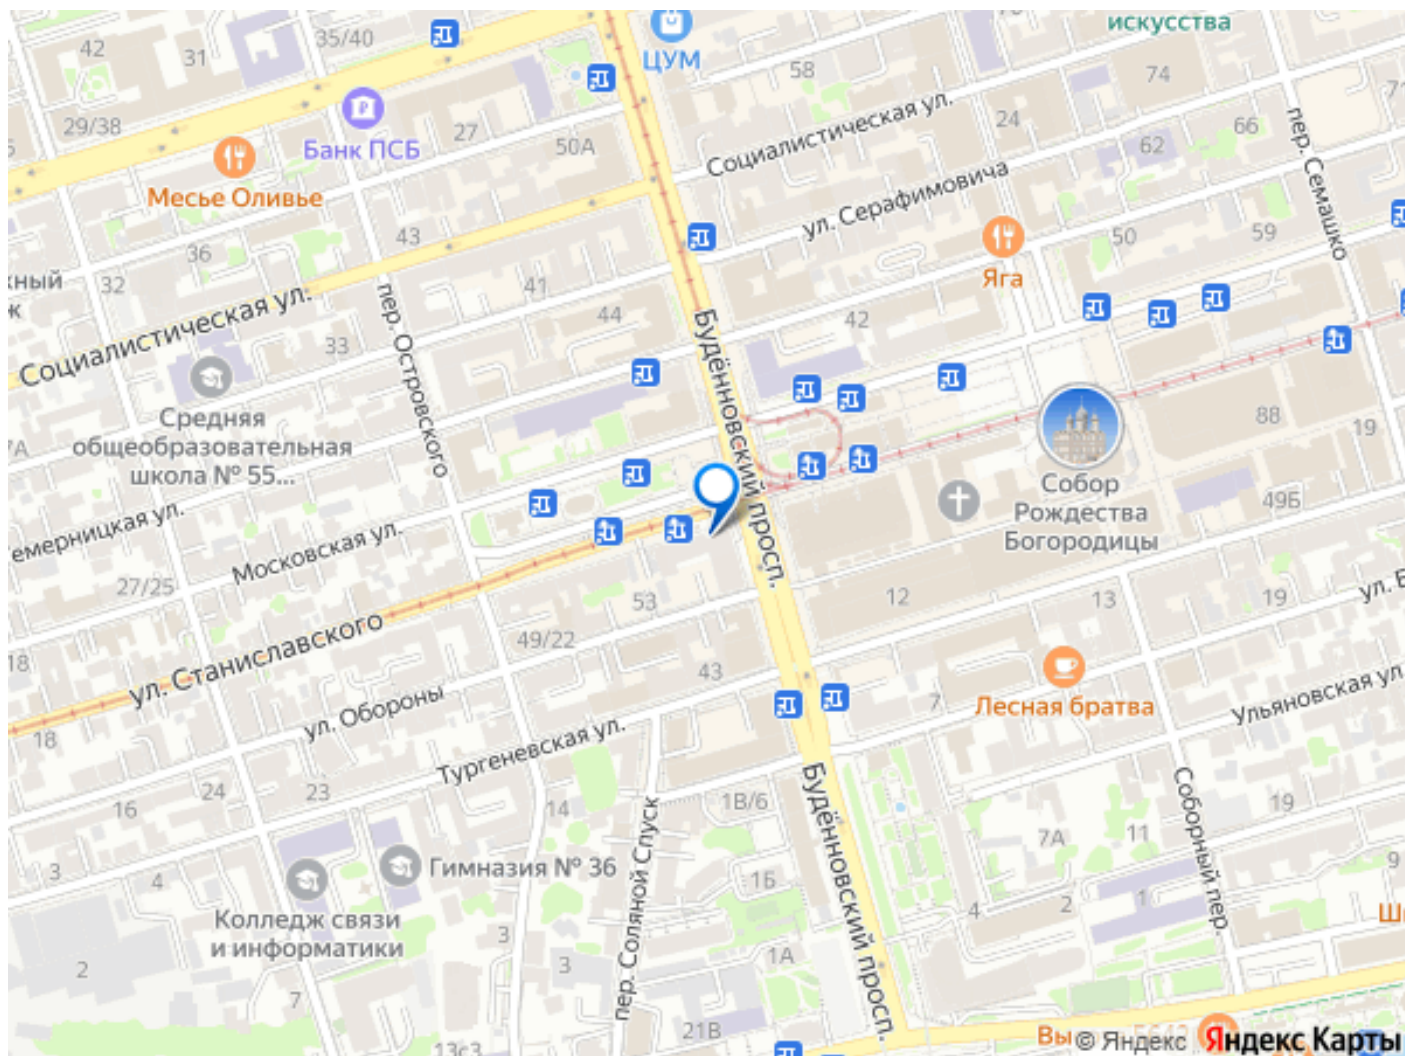 искусства
42
35/40
31
ЦУМ
58
74
29/38
27
Банк ПСБ
50А
Социалистическая ул.
24
66
62
пер. Семашко
Месье Оливье
ул. Серафимовича
36
43
50
59
Яга
32
41
44
42
33
Социалистическая ул.
пер. Островского
Будённовский просп.
Средняя
общеобразовательная
школа № 55...
88
19
Собор
Рождества
Богородицы
49Б
Московская ул.
27/25
53
12
13
19
49/22
43
18
ул. Станиславского
ул. Обороны
7
Лесная братва
Ульяновская ул
18
Тургеневская ул.
24
23
16
14
1В/6
19
пер. Соляной Спуск
Будённовский просп.
Соборный пер.
7А
11
3
4
Гимназия № 36
1Б
9
Колледж связи
и информатики
4
2
1
3
3
2
1А
7
21В
13с3
© Яндекс
Яндекс Карты